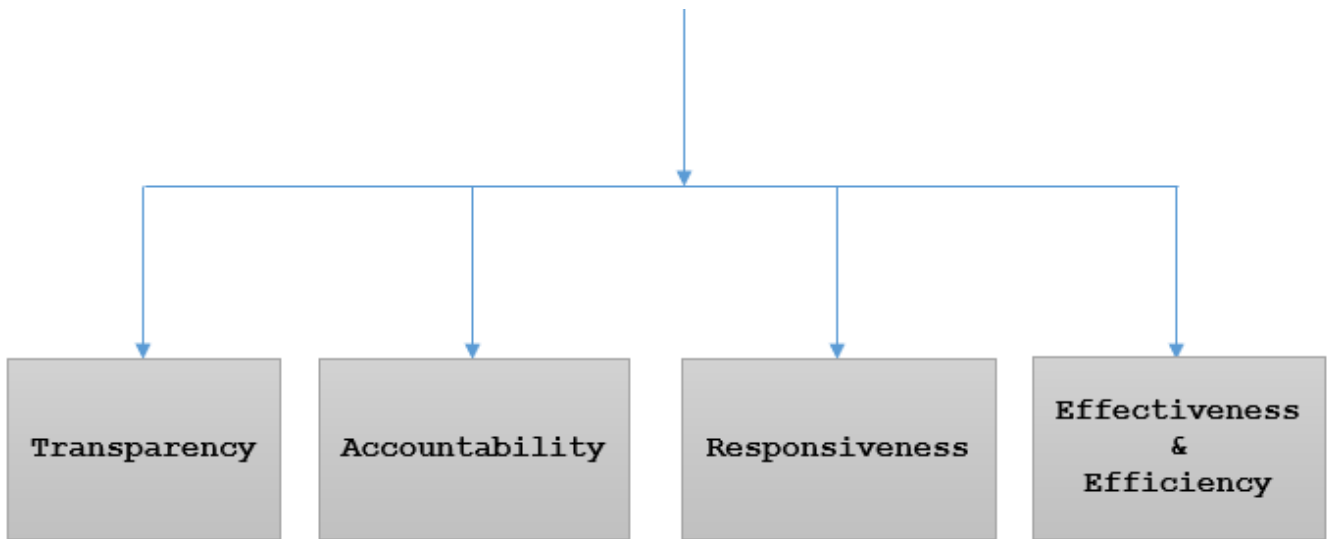 Transparency
Accountability
Responsiveness
Effectiveness
&
Efficiency